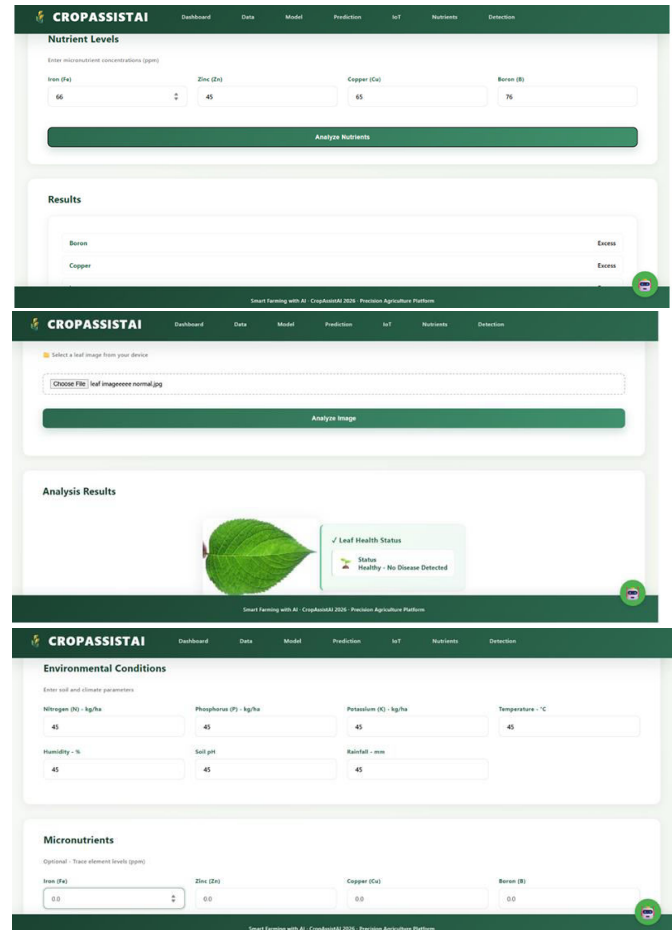 CROPASSISTAI Dashboard Data Model Prediction IoT Nutrients Detection
Nutrient Levels
Enter micronutrient concentrations (ppm)
Iron (Fe) Zinc (Zn) Copper (Cu) Boron (B)
66 45 65 76
Analyze Nutrients
Results
Boron Excess
Copper Excess
Smart Farming with AI · CropAssistAI 2026 · Precision Agriculture Platform
CROPASSISTAI Dashboard Data Model Prediction IoT Nutrients Detection
Select a leaf image from your device
Choose File leaf imageeeee normal.jpg
Analyze Image
Analysis Results
✓ Leaf Health Status
Status
Healthy - No Disease Detected
Smart Farming with AI · CropAssistAI 2026 · Precision Agriculture Platform
CROPASSISTAI Dashboard Data Model Prediction IoT Nutrients Detection
Environmental Conditions
Enter soil and climate parameters
Nitrogen (N) - kg/ha Phosphorus (P) - kg/ha Potassium (K) - kg/ha Temperature - °C
45 45 45 45
Humidity - % Soil pH Rainfall - mm
45 45 45
Micronutrients
Optional - Trace element levels (ppm)
Iron (Fe) Zinc (Zn) Copper (Cu) Boron (B)
0.0 0.0 0.0 0.0
Smart Farming with AI · CropAssistAI 2026 · Precision Agriculture Platform